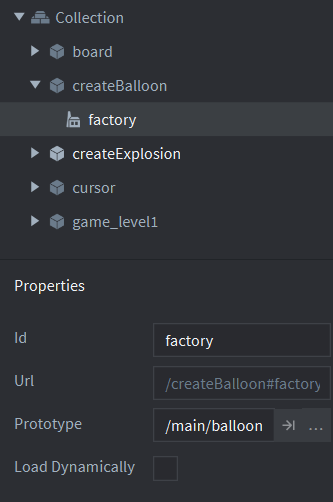 Collection
board
createBalloon
factory
createExplosion
cursor
game_level1
Properties
Id
factory
Url
/createBalloon#factory
Prototype
/main/balloon
...
Load Dynamically